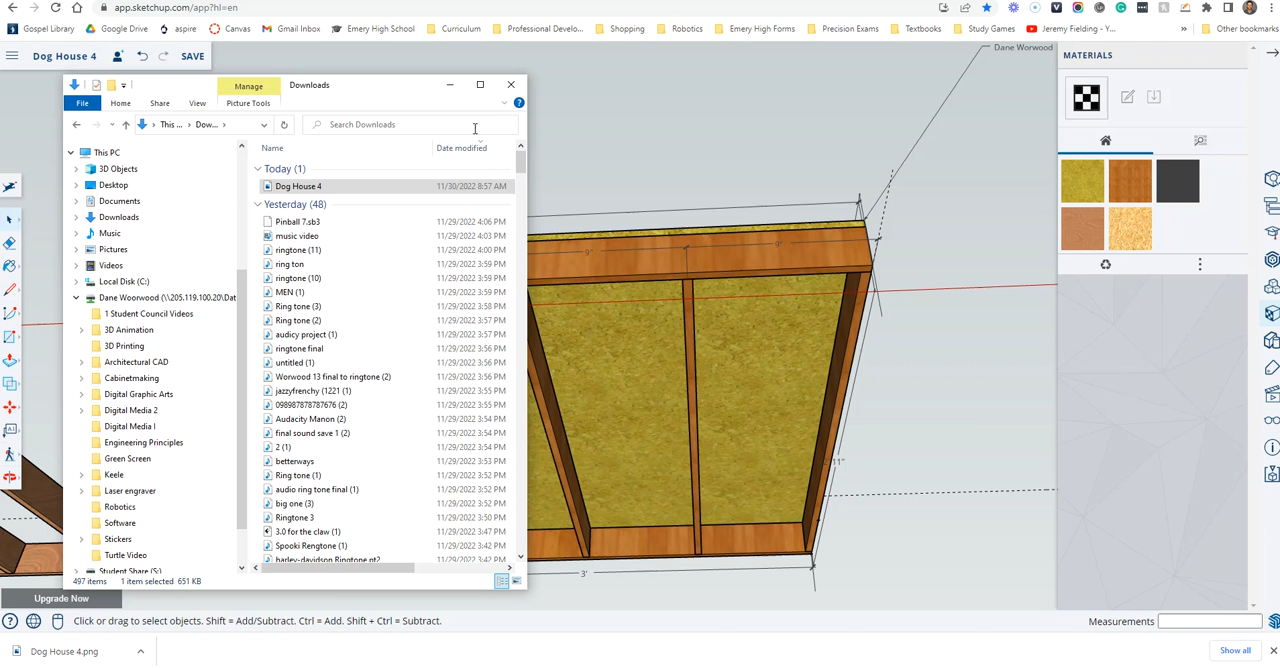 app.sketchup.com/app?hl=en
Gospel Library Google Drive aspire Canvas Gmail Inbox Emery High School Curriculum Professional Develo... Shopping Robotics Emery High Forms Precision Exams Textbooks Study Games Jeremy Fielding - Y... » Other bookmarks
Dog House 4 SAVE
Dane Worwood
MATERIALS
Manage Downloads
File Home Share View Picture Tools
This ... › Dow... ›
Search Downloads
This PC
3D Objects
Desktop
Documents
Downloads
Music
Pictures
Videos
Local Disk (C:)
Dane Woorwood (\\205.119.100.20\Dat
1 Student Council Videos
3D Animation
3D Printing
Architectural CAD
Cabinetmaking
Digital Graphic Arts
Digital Media 2
Digital Media I
Engineering Principles
Green Screen
Keele
Laser engraver
Robotics
Software
Stickers
Turtle Video
Student Share (S:)
Name Date modified
Today (1)
Dog House 4 11/30/2022 8:57 AM
Yesterday (48)
Pinball 7.sb3 11/29/2022 4:06 PM
music video 11/29/2022 4:03 PM
ringtone (11) 11/29/2022 4:00 PM
ring ton 11/29/2022 3:59 PM
ringtone (10) 11/29/2022 3:59 PM
MEN (1) 11/29/2022 3:59 PM
Ring tone (3) 11/29/2022 3:58 PM
Ring tone (2) 11/29/2022 3:57 PM
audicy project (1) 11/29/2022 3:57 PM
ringtone final 11/29/2022 3:56 PM
untitled (1) 11/29/2022 3:56 PM
Worwood 13 final to ringtone (2) 11/29/2022 3:56 PM
jazzyfrenchy (1221 (1) 11/29/2022 3:55 PM
098987878787676 (2) 11/29/2022 3:55 PM
Audacity Manon (2) 11/29/2022 3:54 PM
final sound save 1 (2) 11/29/2022 3:54 PM
2 (1) 11/29/2022 3:54 PM
betterways 11/29/2022 3:53 PM
Ring tone (1) 11/29/2022 3:52 PM
audio ring tone final (1) 11/29/2022 3:52 PM
big one (3) 11/29/2022 3:52 PM
Ringtone 3 11/29/2022 3:50 PM
3.0 for the claw (1) 11/29/2022 3:47 PM
Spooki Rengtone (1) 11/29/2022 3:42 PM
harley-davidson Ringtone pt2 11/29/2022 3:42 PM
497 items 1 item selected 651 KB
9"
9"
11"
3'
Upgrade Now
Click or drag to select objects. Shift = Add/Subtract. Ctrl = Add. Shift + Ctrl = Subtract.
Measurements
Dog House 4.png
Show all